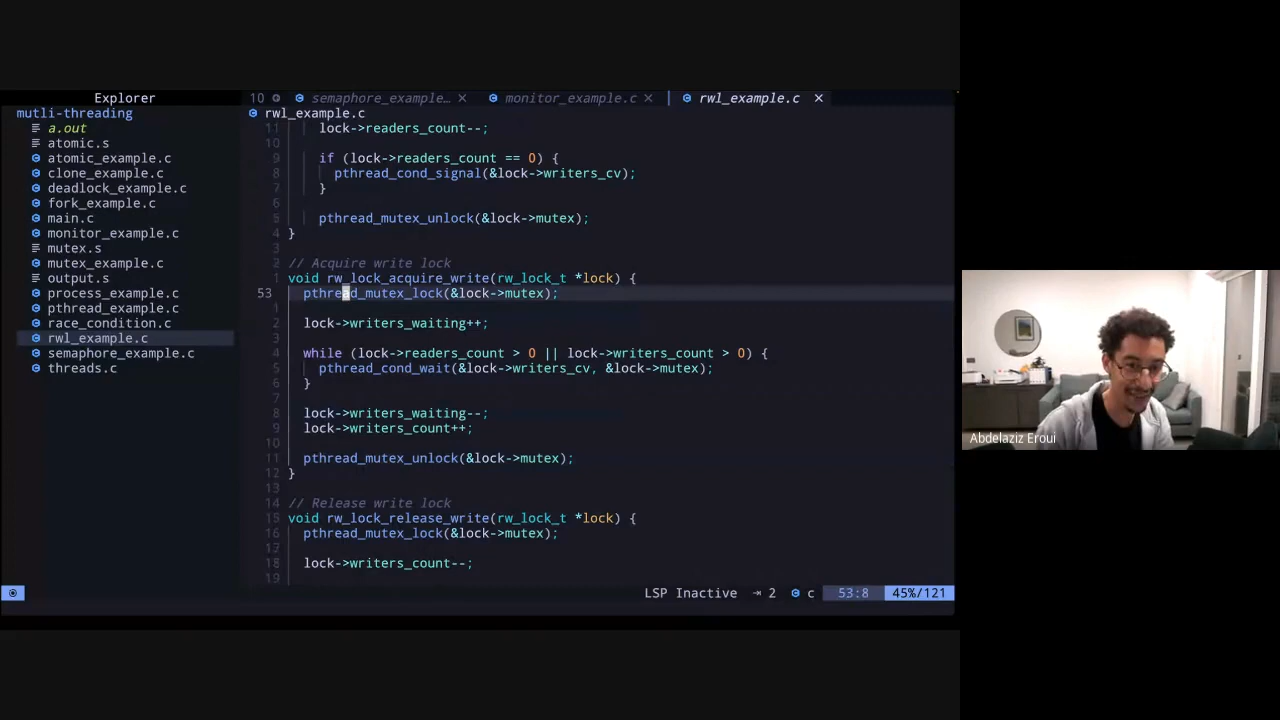 Explorer
mutli-threading
a.out
atomic.s
atomic_example.c
clone_example.c
deadlock_example.c
fork_example.c
main.c
monitor_example.c
mutex.s
mutex_example.c
output.s
process_example.c
pthread_example.c
race_condition.c
rwl_example.c
semaphore_example.c
threads.c
10 semaphore_example… × monitor_example.c × rwl_example.c ×
rwl_example.c
11 lock->readers_count--;
10
9 if (lock->readers_count == 0) {
8 pthread_cond_signal(&lock->writers_cv);
7 }
6
5 pthread_mutex_unlock(&lock->mutex);
4 }
3
2 // Acquire write lock
1 void rw_lock_acquire_write(rw_lock_t *lock) {
53 pthread_mutex_lock(&lock->mutex);
1
2 lock->writers_waiting++;
3
4 while (lock->readers_count > 0 || lock->writers_count > 0) {
5 pthread_cond_wait(&lock->writers_cv, &lock->mutex);
6 }
7
8 lock->writers_waiting--;
9 lock->writers_count++;
10
11 pthread_mutex_unlock(&lock->mutex);
12 }
13
14 // Release write lock
15 void rw_lock_release_write(rw_lock_t *lock) {
16 pthread_mutex_lock(&lock->mutex);
17
18 lock->writers_count--;
19
LSP Inactive ⇥ 2 c 53:8 45%/121
Abdelaziz Eroui